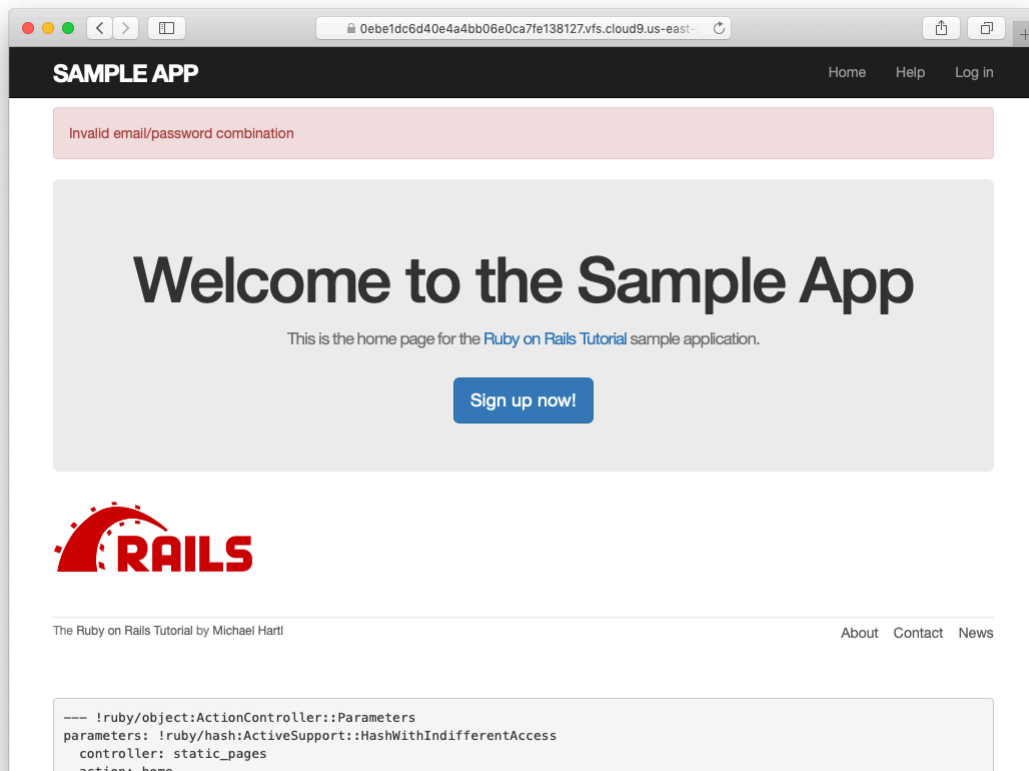 0ebe1dc6d40e4a4bb06e0ca7fe138127.vfs.cloud9.us-east-
SAMPLE APP
Home Help Log in
Invalid email/password combination
Welcome to the Sample App
This is the home page for the Ruby on Rails Tutorial sample application.
Sign up now!
RAILS
The Ruby on Rails Tutorial by Michael Hartl
About Contact News
--- !ruby/object:ActionController::Parameters
parameters: !ruby/hash:ActiveSupport::HashWithIndifferentAccess
controller: static_pages
action: home